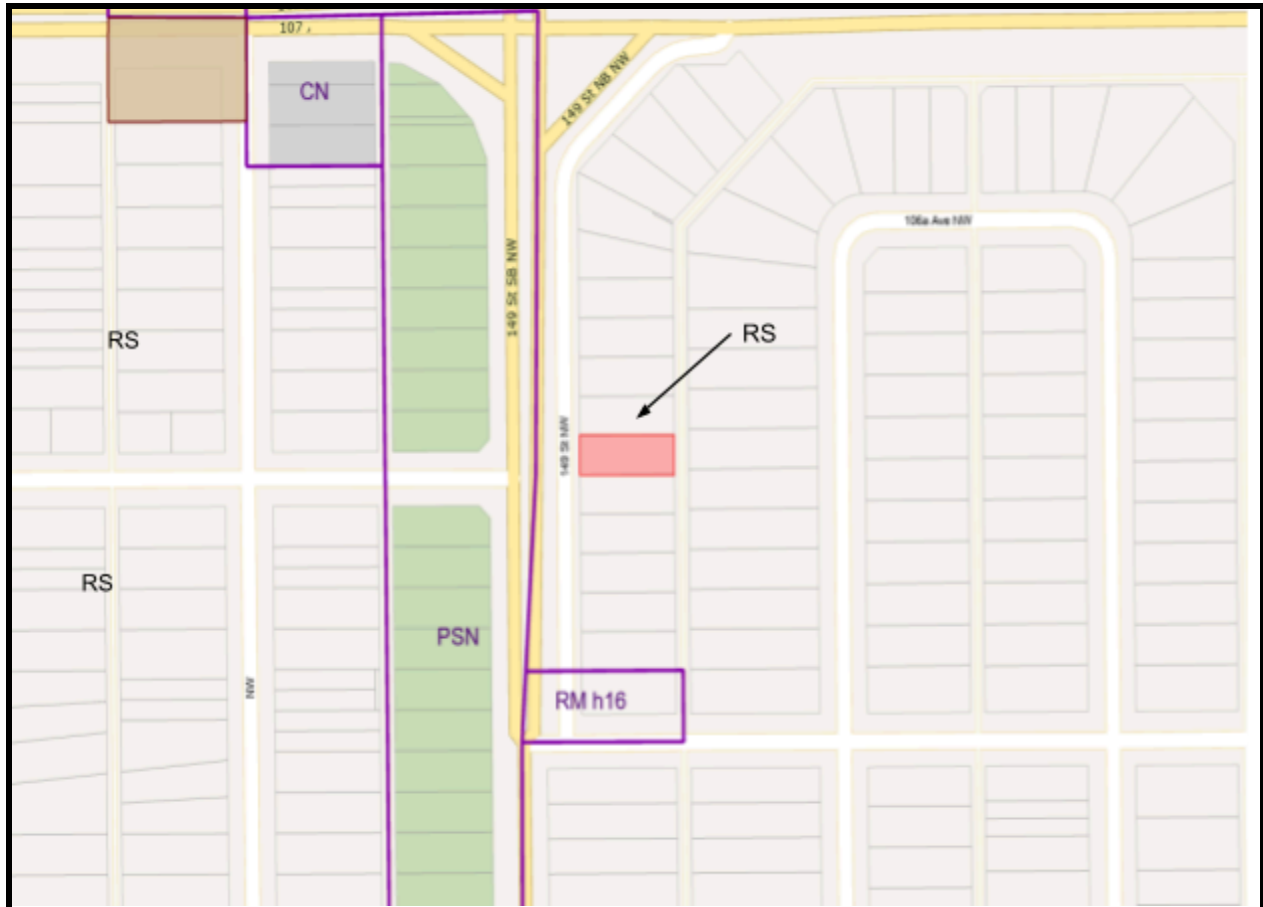 107
CN
149 St NB NW
106a Ave NW
149 St SB NW
RS
RS
149 St NW
RS
PSN
NW
RM h16